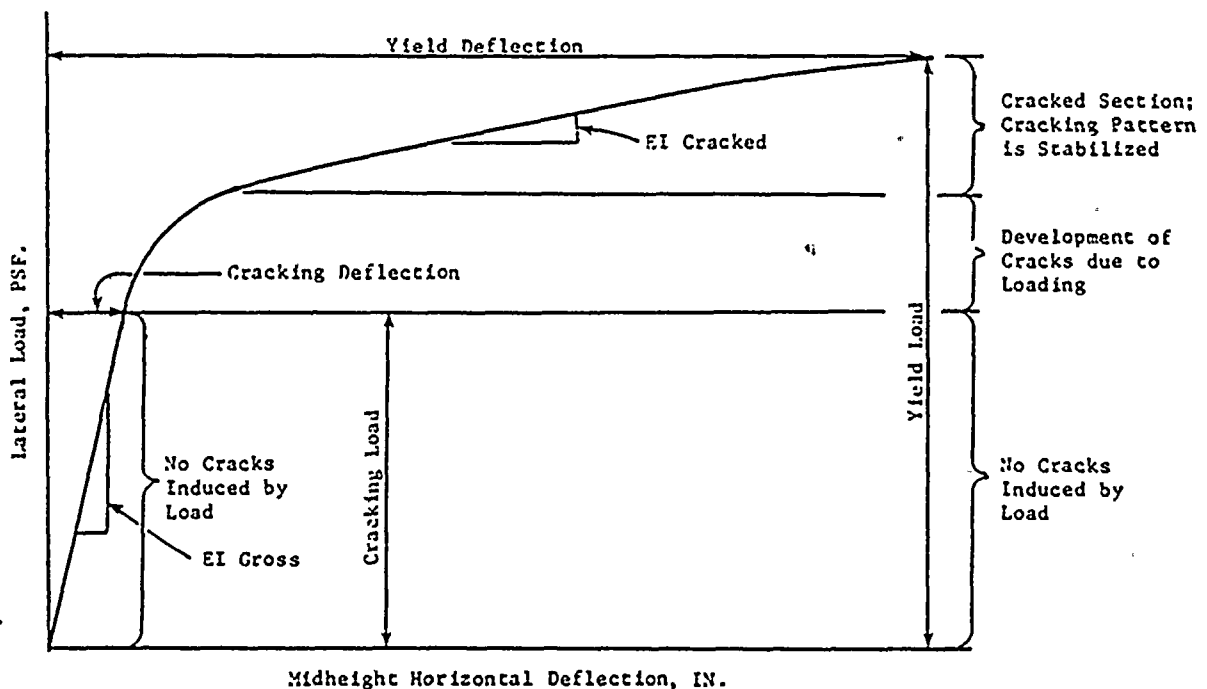 Yield Deflection
Cracked Section;
Cracking Pattern
is Stabilized
EI Cracked
Development of
Cracks due to
Loading
Cracking Deflection
Lateral Load, PSF.
Cracking Load
Yield Load
No Cracks
Induced by
Load
No Cracks
Induced by
Load
EI Gross
Midheight Horizontal Deflection, IN.